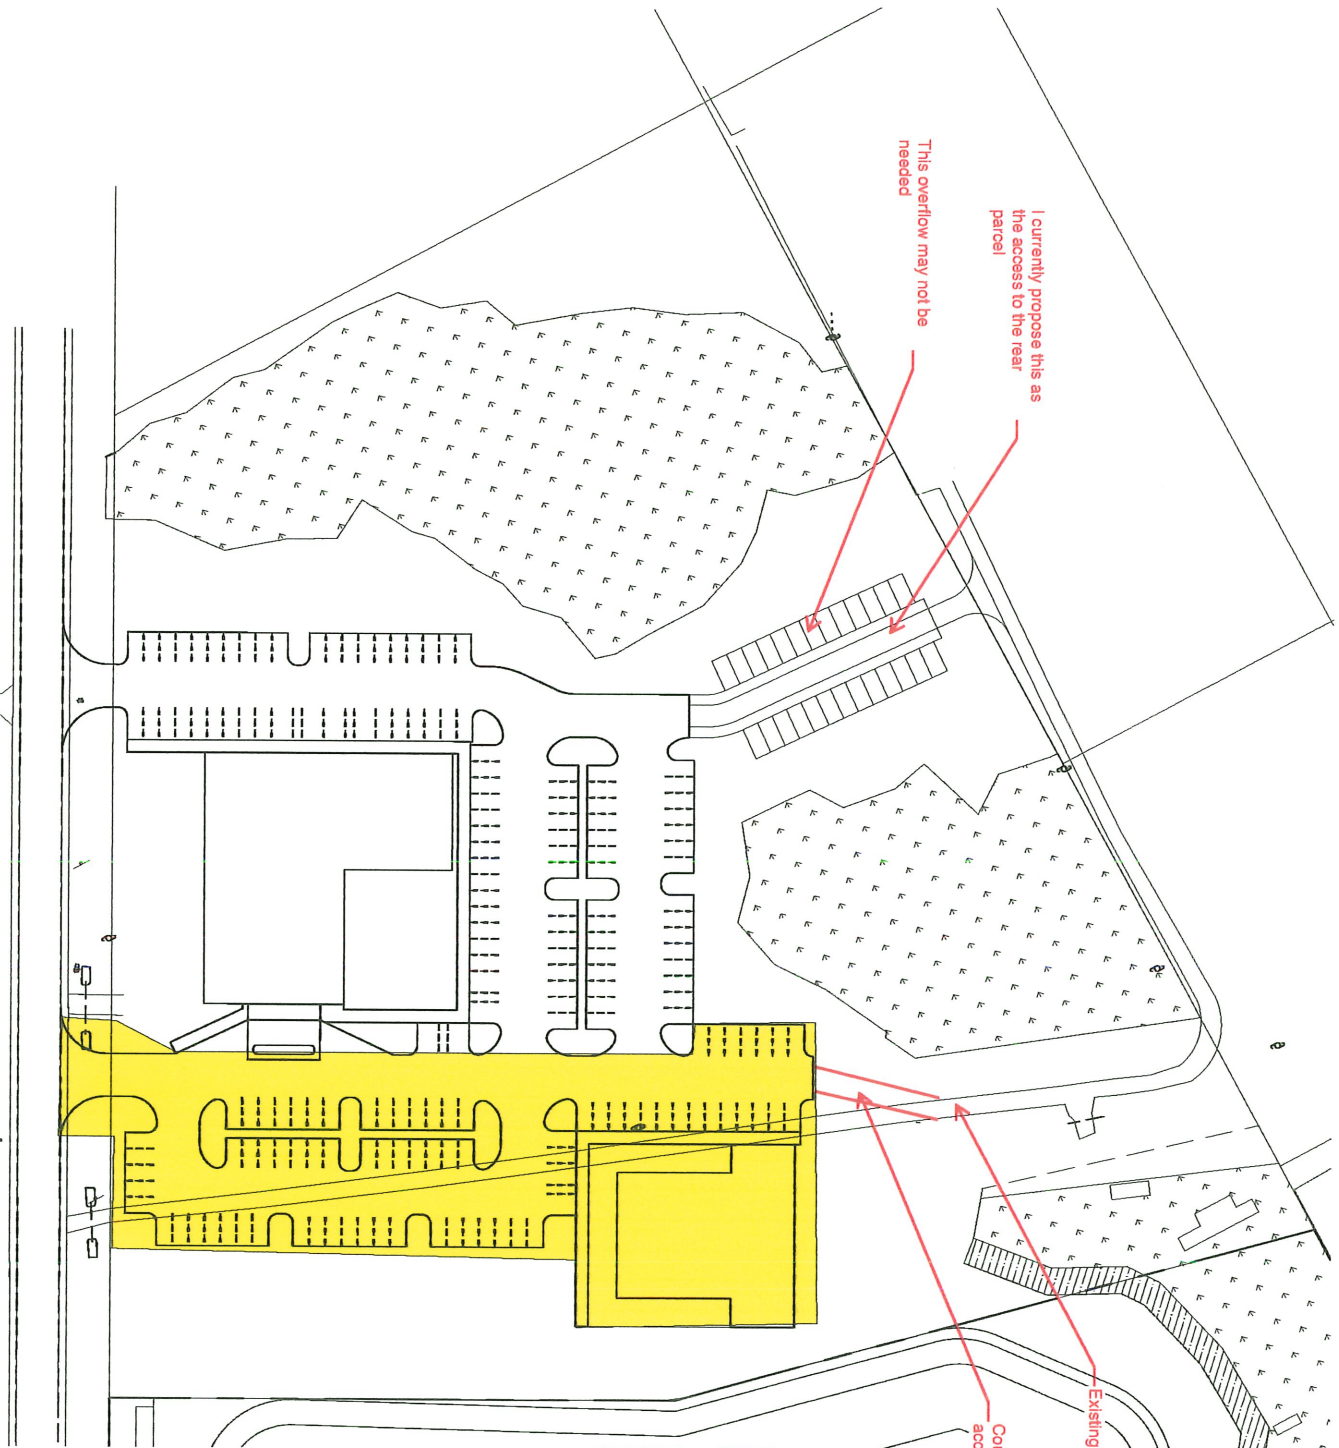 This overflow may not be
needed
I currently propose this as
the access to the rear
parcel
Existing